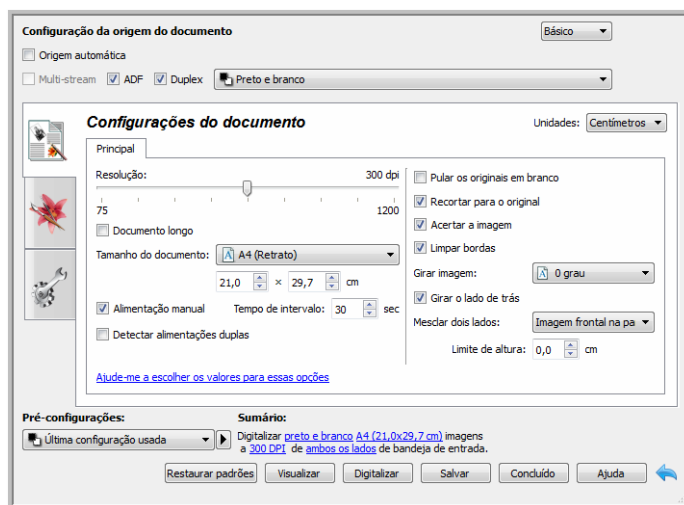 Configuração da origem do documento
Básico
Origem automática
Multi-stream ADF Duplex Preto e branco
Configurações do documento
Unidades: Centímetros
Principal
Resolução: 300 dpi
75 1200
Documento longo
Tamanho do documento: A4 (Retrato)
21,0 × 29,7 cm
Alimentação manual Tempo de intervalo: 30 sec
Detectar alimentações duplas
Ajude-me a escolher os valores para essas opções
Pular os originais em branco
Recortar para o original
Acertar a imagem
Limpar bordas
Girar imagem: 0 grau
Girar o lado de trás
Mesclar dois lados: Imagem frontal na pa
Limite de altura: 0,0 cm
Pré-configurações:
Última configuração usada
Sumário:
Digitalizar preto e branco A4 (21,0x29,7 cm) imagens
a 300 DPI de ambos os lados de bandeja de entrada.
Restaurar padrões Visualizar Digitalizar Salvar Concluído Ajuda